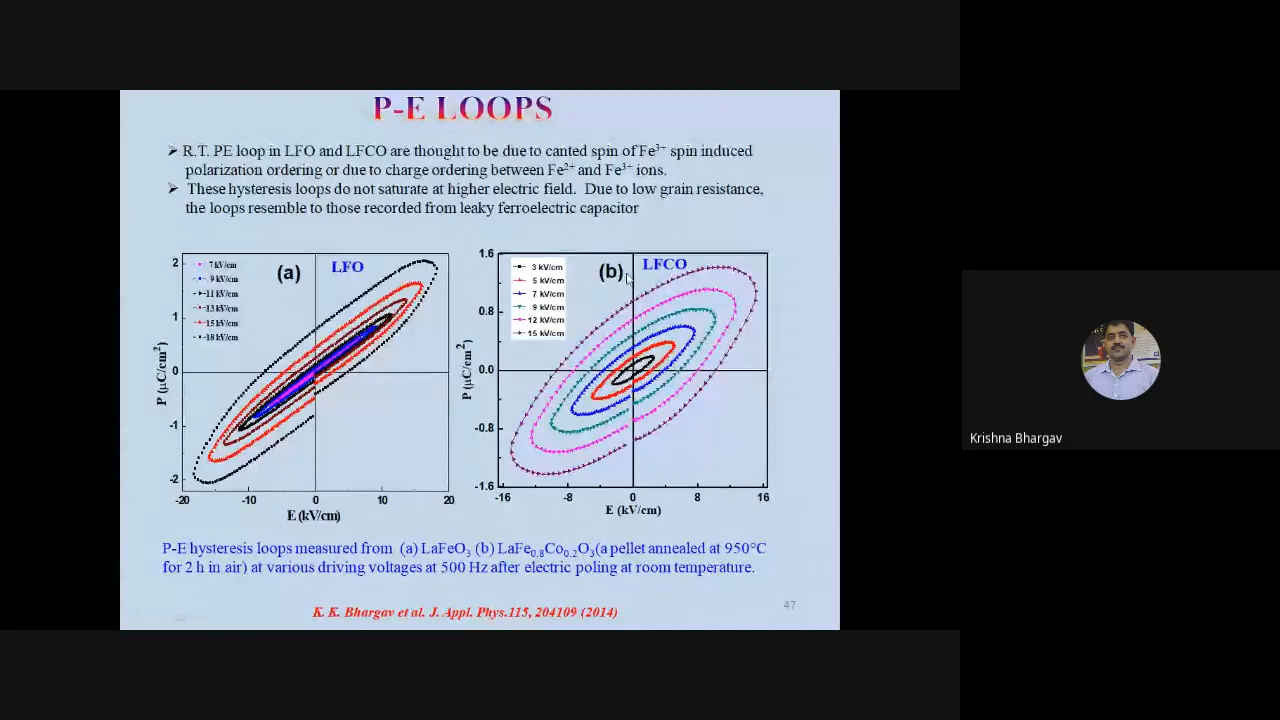 P-E LOOPS
➢ R.T. PE loop in LFO and LFCO are thought to be due to canted spin of Fe³⁺ spin induced
polarization ordering or due to charge ordering between Fe²⁺ and Fe³⁺ ions.
➢ These hysteresis loops do not saturate at higher electric field. Due to low grain resistance,
the loops resemble to those recorded from leaky ferroelectric capacitor
(a) LFO
7 kV/cm
9 kV/cm
11 kV/cm
13 kV/cm
15 kV/cm
18 kV/cm
2
1
0
-1
-2
P (µC/cm²)
-20 -10 0 10 20
E (kV/cm)
(b) LFCO
3 kV/cm
5 kV/cm
7 kV/cm
9 kV/cm
12 kV/cm
15 kV/cm
1.6
0.8
0.0
-0.8
-1.6
P (µC/cm²)
-16 -8 0 8 16
E (kV/cm)
P-E hysteresis loops measured from (a) LaFeO₃ (b) LaFe₀.₈Co₀.₂O₃(a pellet annealed at 950°C
for 2 h in air) at various driving voltages at 500 Hz after electric poling at room temperature.
K. K. Bhargav et al. J. Appl. Phys.115, 204109 (2014)
47
Krishna Bhargav